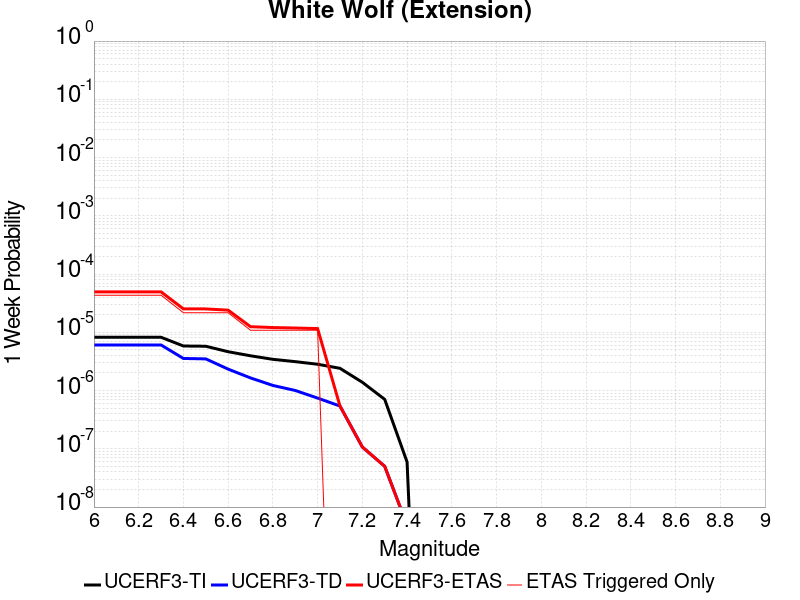 White Wolf (Extension)
10^0
10^-1
10^-2
10^-3
10^-4
10^-5
10^-6
10^-7
10^-8
1 Week Probability
6 6.2 6.4 6.6 6.8 7 7.2 7.4 7.6 7.8 8 8.2 8.4 8.6 8.8 9
Magnitude
UCERF3-TI UCERF3-TD UCERF3-ETAS ETAS Triggered Only